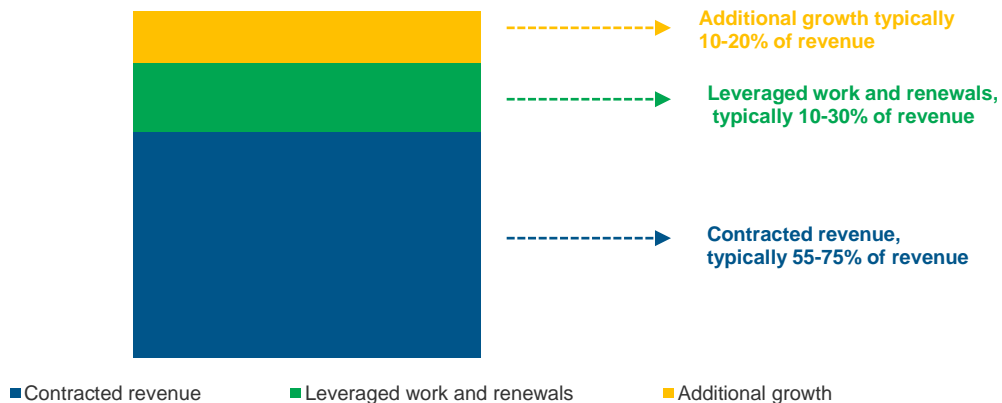 Additional growth typically
10-20% of revenue
Leveraged work and renewals,
typically 10-30% of revenue
Contracted revenue,
typically 55-75% of revenue
Contracted revenue
Leveraged work and renewals
Additional growth